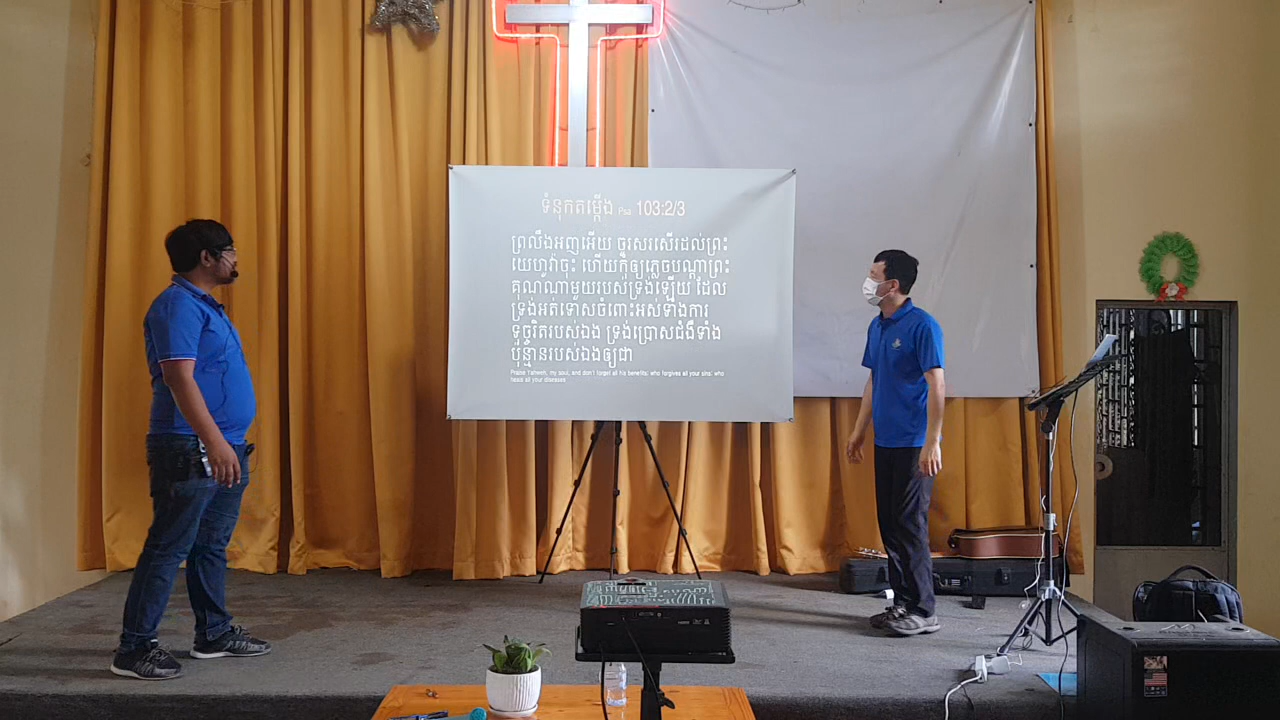 ទំនុកតម្កើង Psa 103:2/3
ព្រលឹងអញអើយ ចូរសរសើរដល់ព្រះ
យេហូវ៉ាចុះ ហើយកុំឲ្យភ្លេចបណ្ដាព្រះ
គុណណាមួយរបស់ទ្រង់ឡើយ ដែល
ទ្រង់អត់ទោសចំពោះអស់ទាំងការ
ទុច្ចរិតរបស់ឯង ទ្រង់ប្រោសជំងឺទាំង
ប៉ុន្មានរបស់ឯងឲ្យជា
Praise Yahweh, my soul, and don't forget all his benefits; who forgives all your sins; who
heals all your diseases